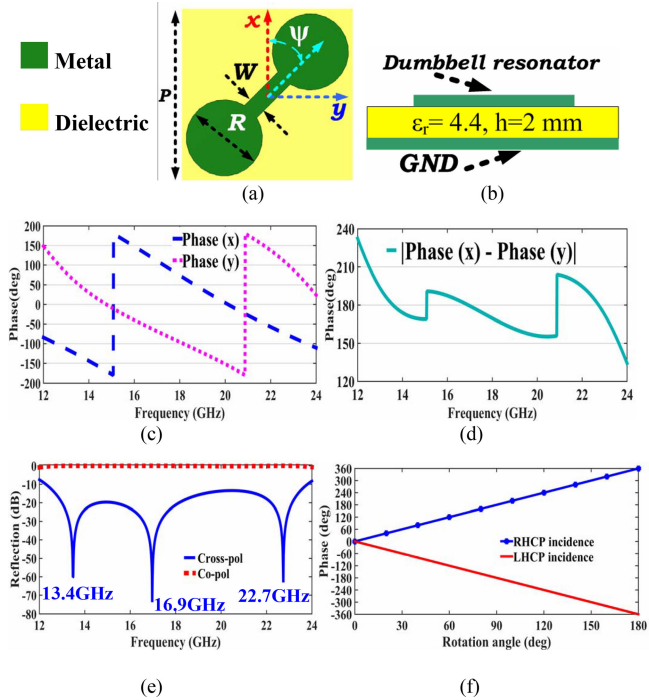 Metal
Dielectric
P
x
ψ
W
y
R
(a)
Dumbbell resonator
εr= 4.4, h=2 mm
GND
(b)
200
150
100
50
0
-50
-100
-150
-200
Phase(deg)
Phase (x)
Phase (y)
12 14 16 18 20 22 24
Frequency (GHz)
(c)
240
210
180
150
120
Phase(deg)
|Phase (x) - Phase (y)|
12 14 16 18 20 22 24
Frequency (GHz)
(d)
0
-10
-20
-30
-40
-50
-60
-70
-80
Reflection (dB)
Cross-pol
Co-pol
13.4GHz
16.9GHz
22.7GHz
12 14 16 18 20 22 24
Frequency (GHz)
(e)
360
300
240
180
120
60
0
-60
-120
-180
-240
-300
-360
Phase (deg)
RHCP incidence
LHCP incidence
0 30 60 90 120 150 180
Rotation angle (deg)
(f)